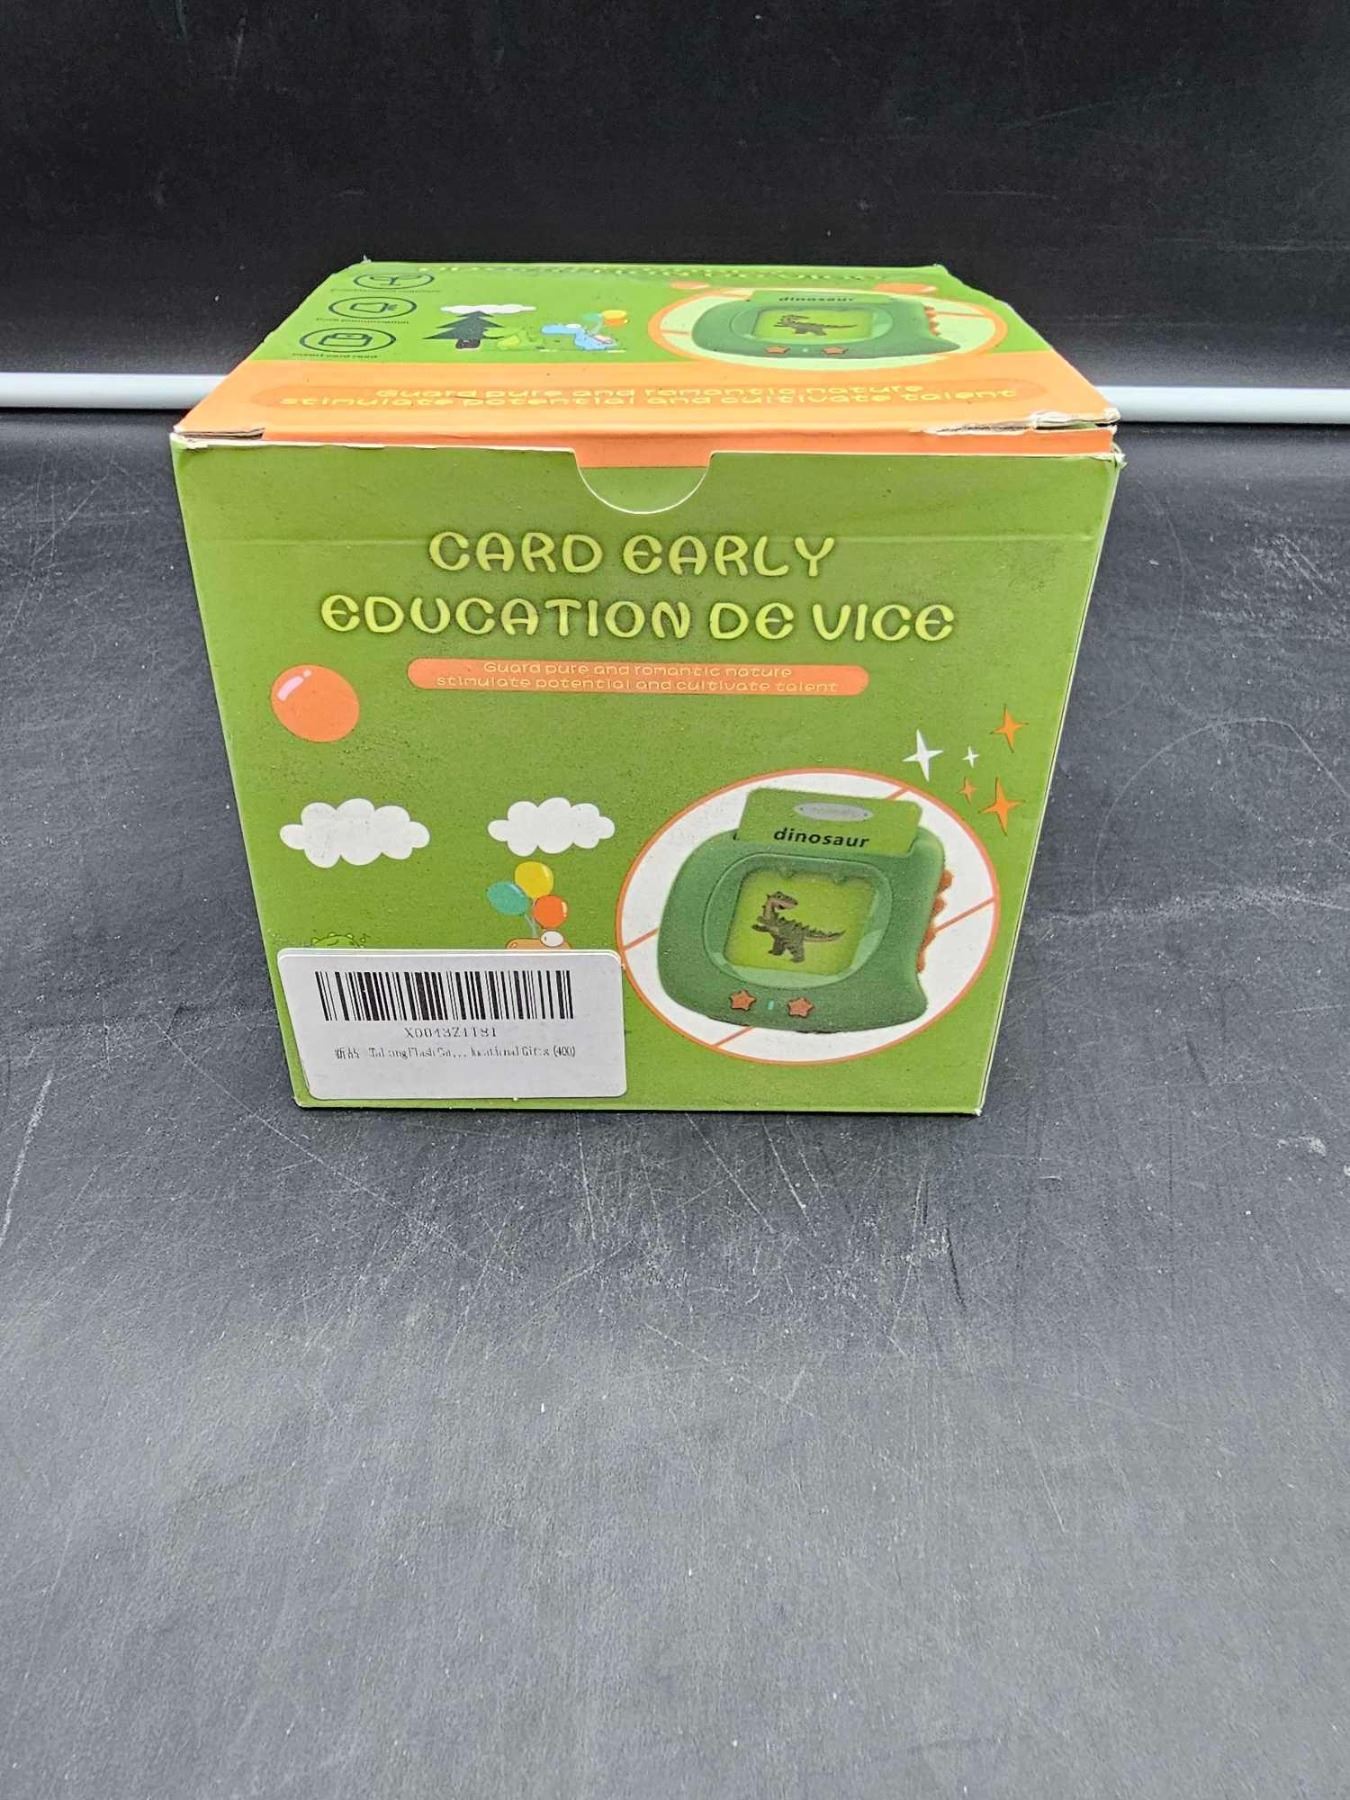 dinosaur
Guard pure and romantic nature
stimulate potential and cultivate talent
CARD EARLY
EDUCATION DE VICE
Guard pure and romantic nature
stimulate potential and cultivate talent
dinosaur
(400)